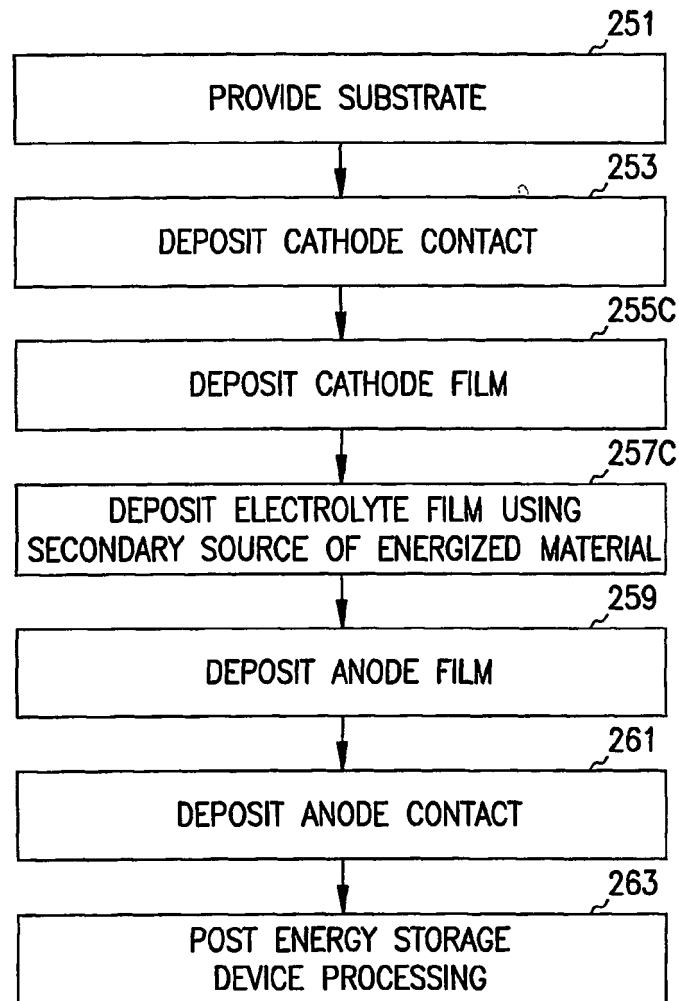 251
PROVIDE SUBSTRATE
253
DEPOSIT CATHODE CONTACT
255C
DEPOSIT CATHODE FILM
257C
DEPOSIT ELECTROLYTE FILM USING
SECONDARY SOURCE OF ENERGIZED MATERIAL
259
DEPOSIT ANODE FILM
261
DEPOSIT ANODE CONTACT
263
POST ENERGY STORAGE
DEVICE PROCESSING